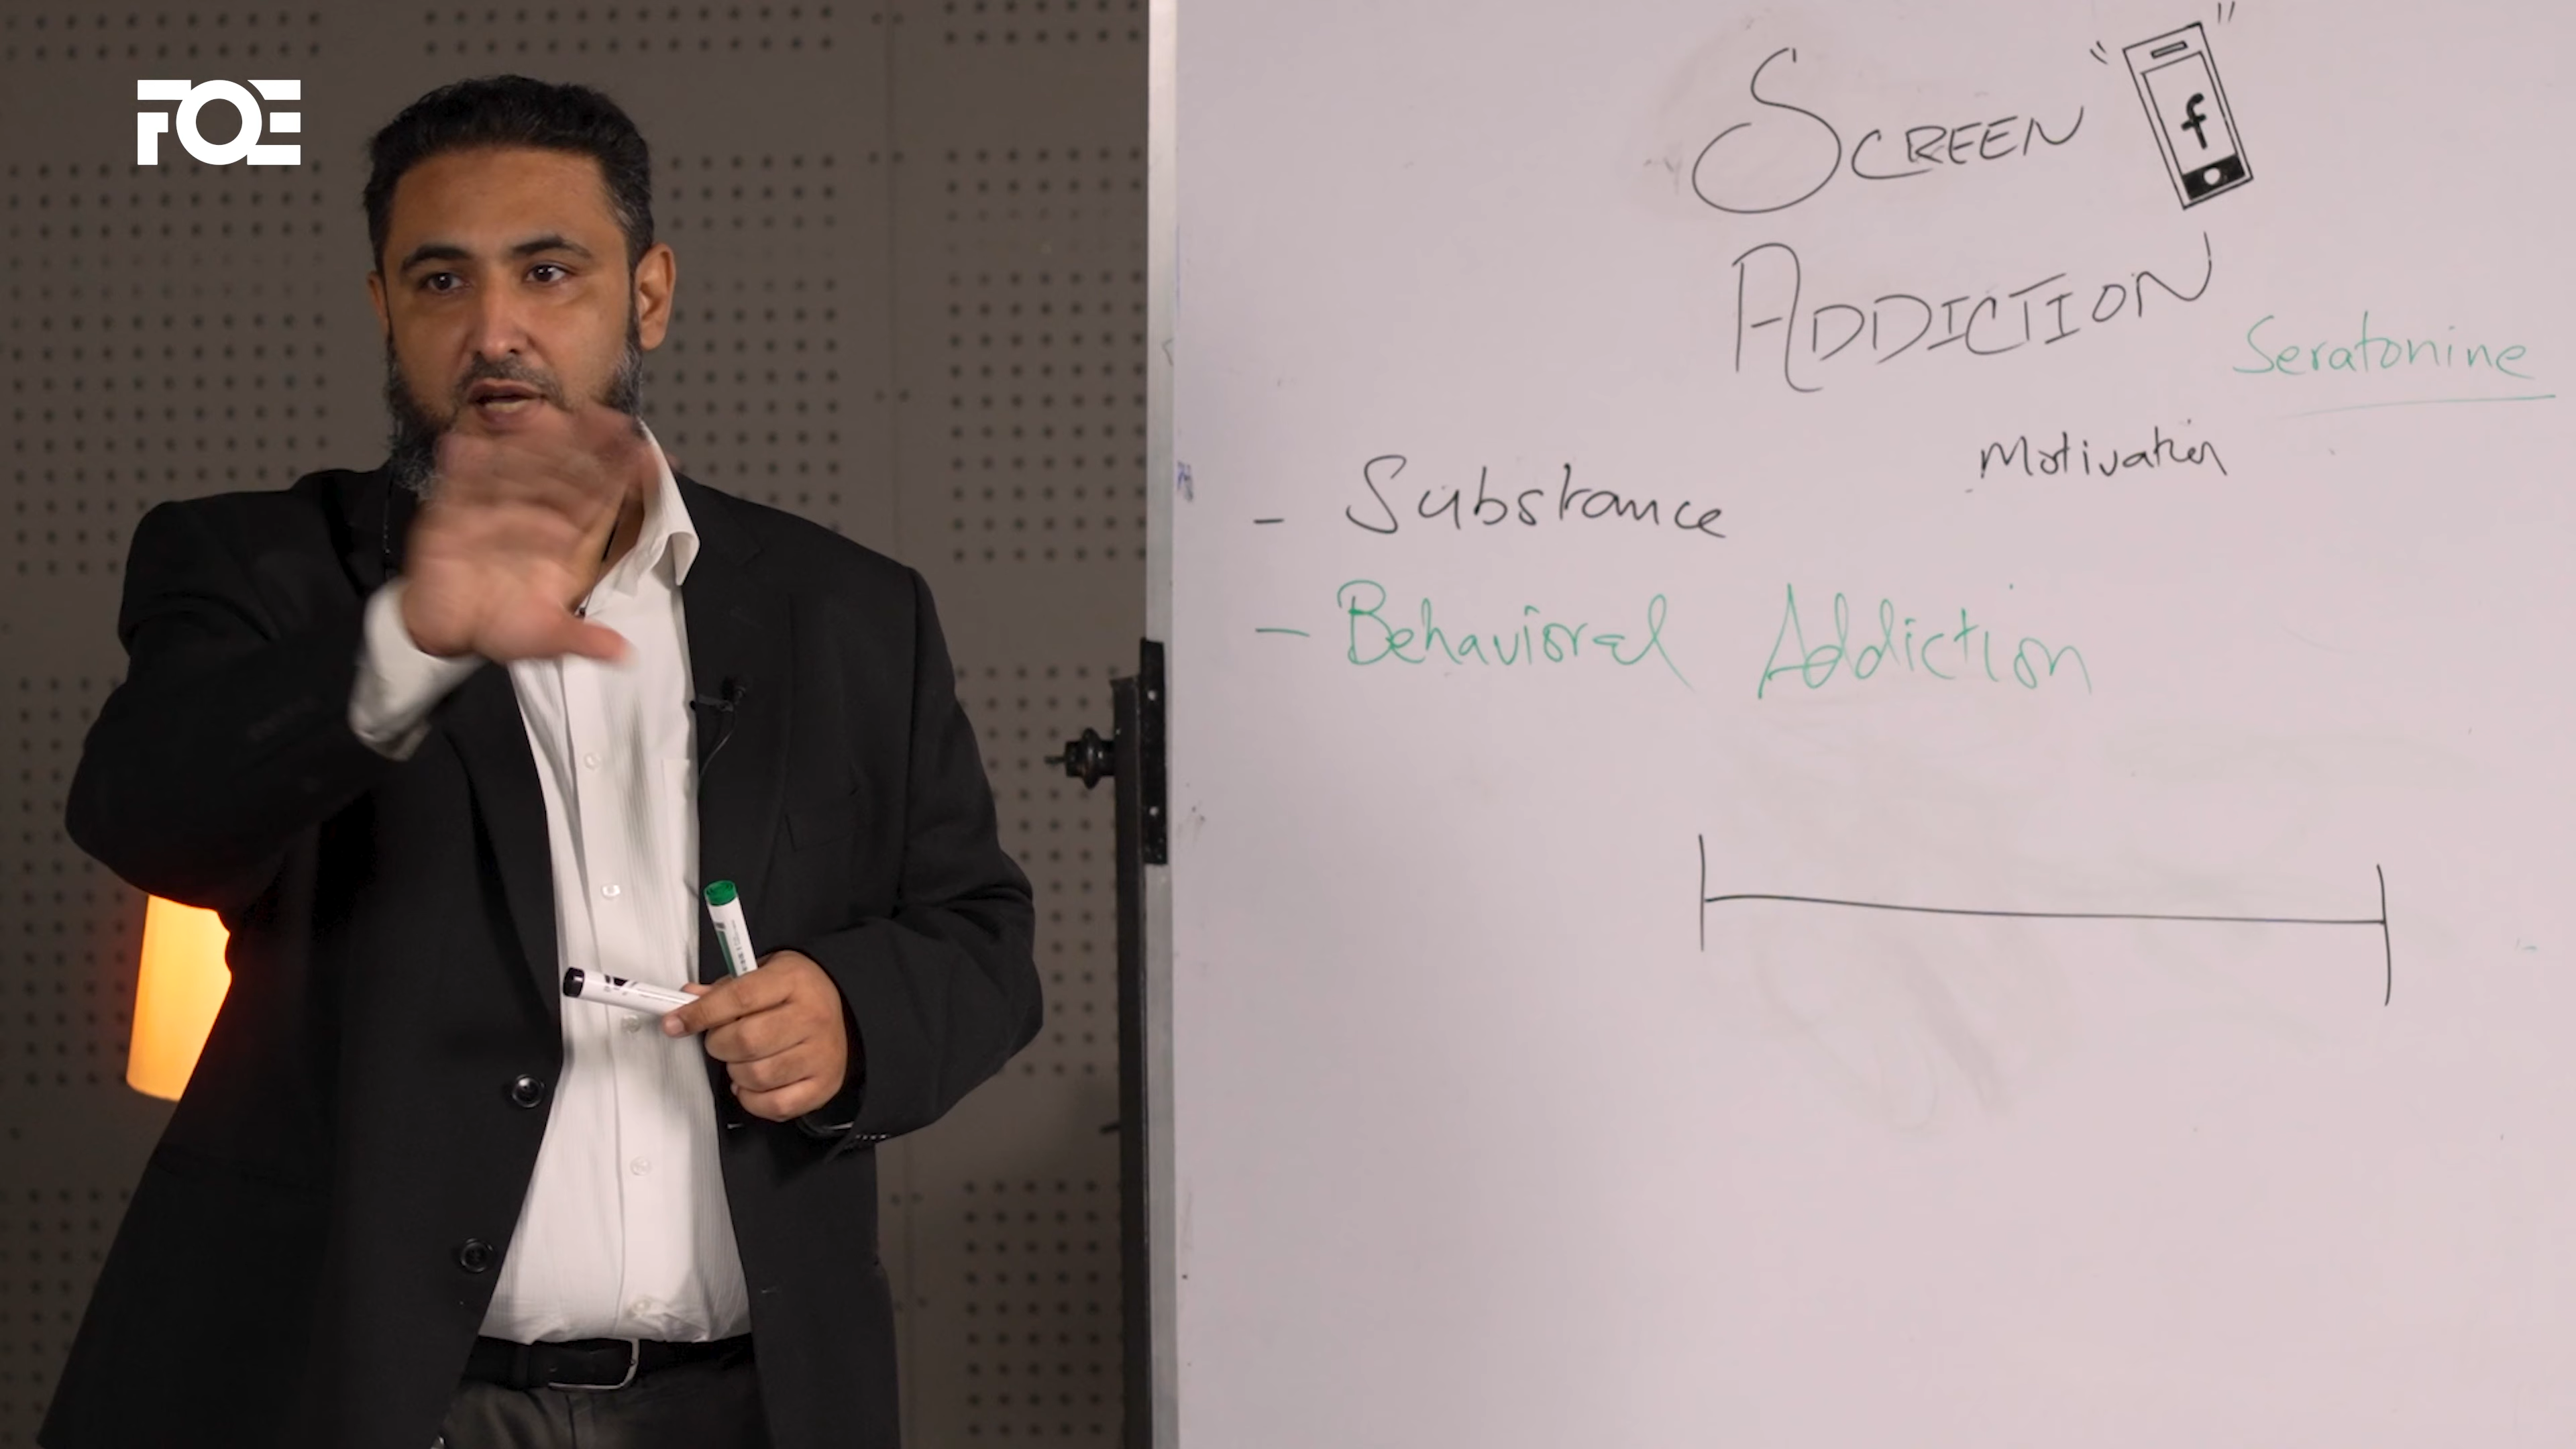 FOE
SCREEN
f
ADDICTION
Seratonine
Motivation
- Substance
- Behavioral Addiction